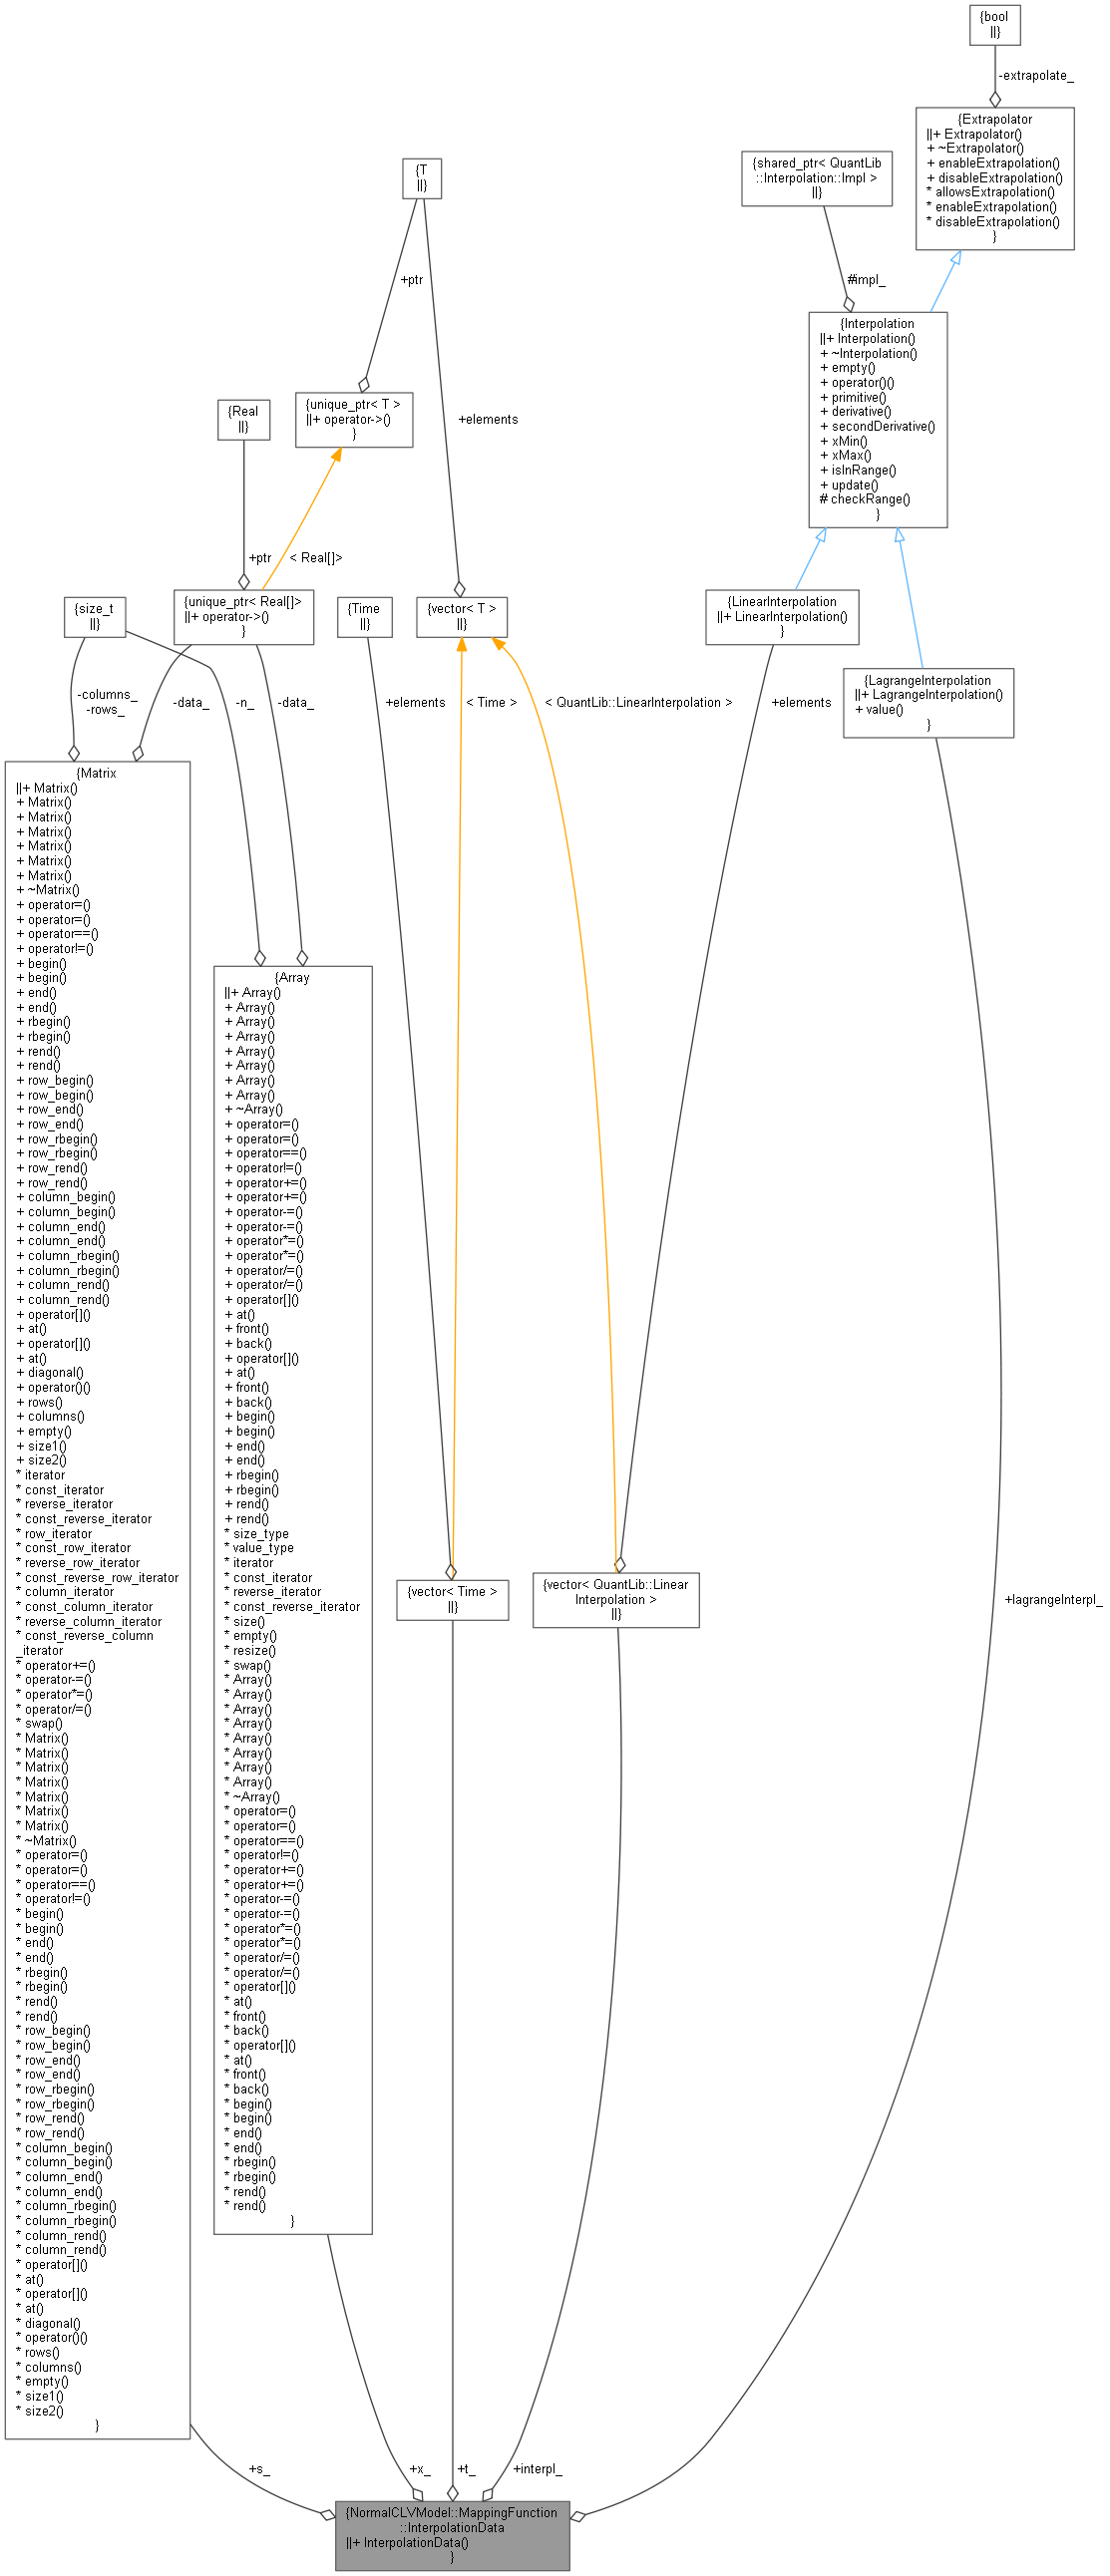 {bool
||}
-extrapolate_
{Extrapolator
||+ Extrapolator()
+ ~Extrapolator()
+ enableExtrapolation()
+ disableExtrapolation()
* allowsExtrapolation()
* enableExtrapolation()
* disableExtrapolation()
}
{T
||}
{shared_ptr< QuantLib
::Interpolation::Impl >
||}
+ptr
#impl_
{Interpolation
||+ Interpolation()
+ ~Interpolation()
+ empty()
+ operator()()
+ primitive()
+ derivative()
+ secondDerivative()
+ xMin()
+ xMax()
+ isInRange()
+ update()
# checkRange()
}
{Real
||}
{unique_ptr< T >
||+ operator->()
}
+elements
+ptr
< Real[]>
{size_t
||}
{unique_ptr< Real[]>
||+ operator->()
}
{Time
||}
{vector< T >
||}
{LinearInterpolation
||+ LinearInterpolation()
}
{LagrangeInterpolation
||+ LagrangeInterpolation()
+ value()
}
-columns_
-rows_
-data_
-n_
-data_
+elements
< Time >
< QuantLib::LinearInterpolation >
+elements
{Matrix
||+ Matrix()
+ Matrix()
+ Matrix()
+ Matrix()
+ Matrix()
+ Matrix()
+ Matrix()
+ ~Matrix()
+ operator=()
+ operator=()
+ operator==()
+ operator!=()
+ begin()
+ begin()
+ end()
+ end()
+ rbegin()
+ rbegin()
+ rend()
+ rend()
+ row_begin()
+ row_begin()
+ row_end()
+ row_end()
+ row_rbegin()
+ row_rbegin()
+ row_rend()
+ row_rend()
+ column_begin()
+ column_begin()
+ column_end()
+ column_end()
+ column_rbegin()
+ column_rbegin()
+ column_rend()
+ column_rend()
+ operator[]()
+ at()
+ operator[]()
+ at()
+ diagonal()
+ operator()()
+ rows()
+ columns()
+ empty()
+ size1()
+ size2()
* iterator
* const_iterator
* reverse_iterator
* const_reverse_iterator
* row_iterator
* const_row_iterator
* reverse_row_iterator
* const_reverse_row_iterator
* column_iterator
* const_column_iterator
* reverse_column_iterator
* const_reverse_column
_iterator
* operator+=()
* operator-=()
* operator*=()
* operator/=()
* swap()
* Matrix()
* Matrix()
* Matrix()
* Matrix()
* Matrix()
* Matrix()
* Matrix()
* ~Matrix()
* operator=()
* operator=()
* operator==()
* operator!=()
* begin()
* begin()
* end()
* end()
* rbegin()
* rbegin()
* rend()
* rend()
* row_begin()
* row_begin()
* row_end()
* row_end()
* row_rbegin()
* row_rbegin()
* row_rend()
* row_rend()
* column_begin()
* column_begin()
* column_end()
* column_end()
* column_rbegin()
* column_rbegin()
* column_rend()
* column_rend()
* operator[]()
* at()
* operator[]()
* at()
* diagonal()
* operator()()
* rows()
* columns()
* empty()
* size1()
* size2()
}
{Array
||+ Array()
+ Array()
+ Array()
+ Array()
+ Array()
+ Array()
+ Array()
+ Array()
+ ~Array()
+ operator=()
+ operator=()
+ operator==()
+ operator!=()
+ operator+=()
+ operator+=()
+ operator-=()
+ operator-=()
+ operator*=()
+ operator*=()
+ operator/=()
+ operator/=()
+ operator[]()
+ at()
+ front()
+ back()
+ operator[]()
+ at()
+ front()
+ back()
+ begin()
+ begin()
+ end()
+ end()
+ rbegin()
+ rbegin()
+ rend()
+ rend()
* size_type
* value_type
* iterator
* const_iterator
* reverse_iterator
* const_reverse_iterator
* size()
* empty()
* resize()
* swap()
* Array()
* Array()
* Array()
* Array()
* Array()
* Array()
* Array()
* Array()
* ~Array()
* operator=()
* operator=()
* operator==()
* operator!=()
* operator+=()
* operator+=()
* operator-=()
* operator-=()
* operator*=()
* operator*=()
* operator/=()
* operator/=()
* operator[]()
* at()
* front()
* back()
* operator[]()
* at()
* front()
* back()
* begin()
* begin()
* end()
* end()
* rbegin()
* rbegin()
* rend()
* rend()
}
{vector< Time >
||}
{vector< QuantLib::Linear
Interpolation >
||}
+lagrangeInterpl_
+s_
+x_
+t_
+interpl_
{NormalCLVModel::MappingFunction
::InterpolationData
||+ InterpolationData()
}